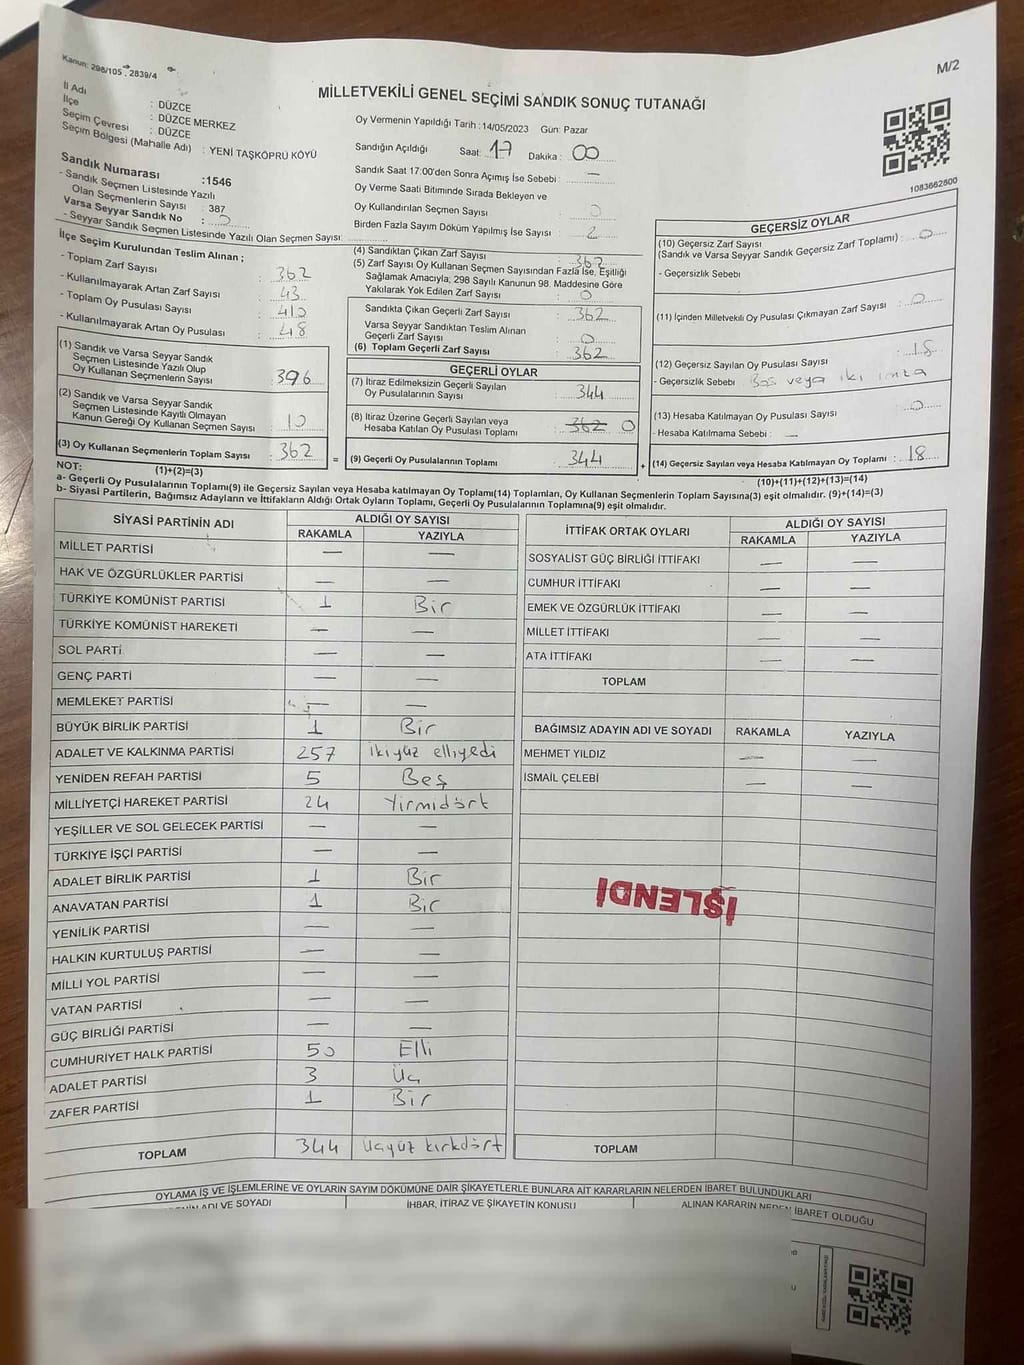 Kanun: 298/105 , 2839/4
M/2
MİLLETVEKİLİ GENEL SEÇİMİ SANDIK SONUÇ TUTANAĞI
İl Adı : DÜZCE
İlçe : DÜZCE MERKEZ
Seçim Çevresi : DÜZCE
Seçim Bölgesi (Mahalle Adı) : YENİ TAŞKÖPRÜ KÖYÜ
Sandık Numarası :1546
- Sandık Seçmen Listesinde Yazılı
Olan Seçmenlerin Sayısı : 387
Varsa Seyyar Sandık No :
- Seyyar Sandık Seçmen Listesinde Yazılı Olan Seçmen Sayısı:
Oy Vermenin Yapıldığı Tarih : 14/05/2023 Gün: Pazar
Sandığın Açıldığı Saat: 17 Dakika : 00
Sandık Saat 17:00'den Sonra Açımış İse Sebebi : —
Oy Verme Saati Bitiminde Sırada Bekleyen ve
Oy Kullandırılan Seçmen Sayısı : 0
Birden Fazla Sayım Döküm Yapılmış İse Sayısı : 2
1083662800
İlçe Seçim Kurulundan Teslim Alınan ;
- Toplam Zarf Sayısı : 362
- Kullanılmayarak Artan Zarf Sayısı : 43
- Toplam Oy Pusulası Sayısı : 410
- Kullanılmayarak Artan Oy Pusulası : 48
(1) Sandık ve Varsa Seyyar Sandık
Seçmen Listesinde Yazılı Olup
Oy Kullanan Seçmenlerin Sayısı : 396
(2) Sandık ve Varsa Seyyar Sandık
Seçmen Listesinde Kayıtlı Olmayan
Kanun Gereği Oy Kullanan Seçmen Sayısı : 10
(3) Oy Kullanan Seçmenlerin Toplam Sayısı : 362
(1)+(2)=(3)
(4) Sandıktan Çıkan Zarf Sayısı : 362
(5) Zarf Sayısı Oy Kullanan Seçmen Sayısından Fazla İse, Eşitliği
Sağlamak Amacıyla, 298 Sayılı Kanunun 98. Maddesine Göre
Yakılarak Yok Edilen Zarf Sayısı : 0
Sandıkta Çıkan Geçerli Zarf Sayısı : 362
Varsa Seyyar Sandıktan Teslim Alınan
Geçerli Zarf Sayısı : 0
(6) Toplam Geçerli Zarf Sayısı : 362
GEÇERLİ OYLAR
(7) İtiraz Edilmeksizin Geçerli Sayılan
Oy Pusulalarının Sayısı : 344
(8) İtiraz Üzerine Geçerli Sayılan veya
Hesaba Katılan Oy Pusulası Toplamı : 362 0
= (9) Geçerli Oy Pusulalarının Toplamı : 344
GEÇERSİZ OYLAR
(10) Geçersiz Zarf Sayısı
(Sandık ve Varsa Seyyar Sandık Geçersiz Zarf Toplamı) : 0
- Geçersizlik Sebebi
(11) İçinden Milletvekili Oy Pusulası Çıkmayan Zarf Sayısı : 0
(12) Geçersiz Sayılan Oy Pusulası Sayısı : 18
- Geçersizlik Sebebi : Boş veya iki imza
(13) Hesaba Katılmayan Oy Pusulası Sayısı : 0
- Hesaba Katılmama Sebebi : —
+ (14) Geçersiz Sayılan veya Hesaba Katılmayan Oy Toplamı : 18
(10)+(11)+(12)+(13)=(14)
NOT:
a- Geçerli Oy Pusulalarının Toplamı(9) ile Geçersiz Sayılan veya Hesaba katılmayan Oy Toplamı(14) Toplamları, Oy Kullanan Seçmenlerin Toplam Sayısına(3) eşit olmalıdır. (9)+(14)=(3)
b- Siyasi Partilerin, Bağımsız Adayların ve İttifakların Aldığı Ortak Oyların Toplamı, Geçerli Oy Pusulalarının Toplamına(9) eşit olmalıdır.
SİYASİ PARTİNİN ADI ALDIĞI OY SAYISI
RAKAMLA YAZIYLA
MİLLET PARTİSİ — —
HAK VE ÖZGÜRLÜKLER PARTİSİ — —
TÜRKİYE KOMÜNİST PARTİSİ 1 Bir
TÜRKİYE KOMÜNİST HAREKETİ — —
SOL PARTİ — —
GENÇ PARTİ — —
MEMLEKET PARTİSİ — —
BÜYÜK BİRLİK PARTİSİ 1 Bir
ADALET VE KALKINMA PARTİSİ 257 ikiyüz elliyedi
YENİDEN REFAH PARTİSİ 5 Beş
MİLLİYETÇİ HAREKET PARTİSİ 24 Yirmidört
YEŞİLLER VE SOL GELECEK PARTİSİ — —
TÜRKİYE İŞÇİ PARTİSİ — —
ADALET BİRLİK PARTİSİ 1 Bir
ANAVATAN PARTİSİ 1 Bir
YENİLİK PARTİSİ — —
HALKIN KURTULUŞ PARTİSİ — —
MİLLİ YOL PARTİSİ — —
VATAN PARTİSİ — —
GÜÇ BİRLİĞİ PARTİSİ — —
CUMHURİYET HALK PARTİSİ 50 Elli
ADALET PARTİSİ 3 Üç
ZAFER PARTİSİ 1 Bir
TOPLAM 344 üçyüz kırkdört
İTTİFAK ORTAK OYLARI ALDIĞI OY SAYISI
RAKAMLA YAZIYLA
SOSYALİST GÜÇ BİRLİĞİ İTTİFAKI — —
CUMHUR İTTİFAKI — —
EMEK VE ÖZGÜRLÜK İTTİFAKI — —
MİLLET İTTİFAKI — —
ATA İTTİFAKI — —
TOPLAM
BAĞIMSIZ ADAYIN ADI VE SOYADI RAKAMLA YAZIYLA
MEHMET YILDIZ — —
İSMAİL ÇELEBİ — —
İŞLENDİ
TOPLAM
OYLAMA İŞ VE İŞLEMLERİNE VE OYLARIN SAYIM DÖKÜMÜNE DAİR ŞİKAYETLERLE BUNLARA AİT KARARLARIN NELERDEN İBARET BULUNDUKLARI
ADI VE SOYADI İHBAR, İTİRAZ VE ŞİKAYETİN KONUSU ALINAN KARARIN NEDEN İBARET OLDUĞU